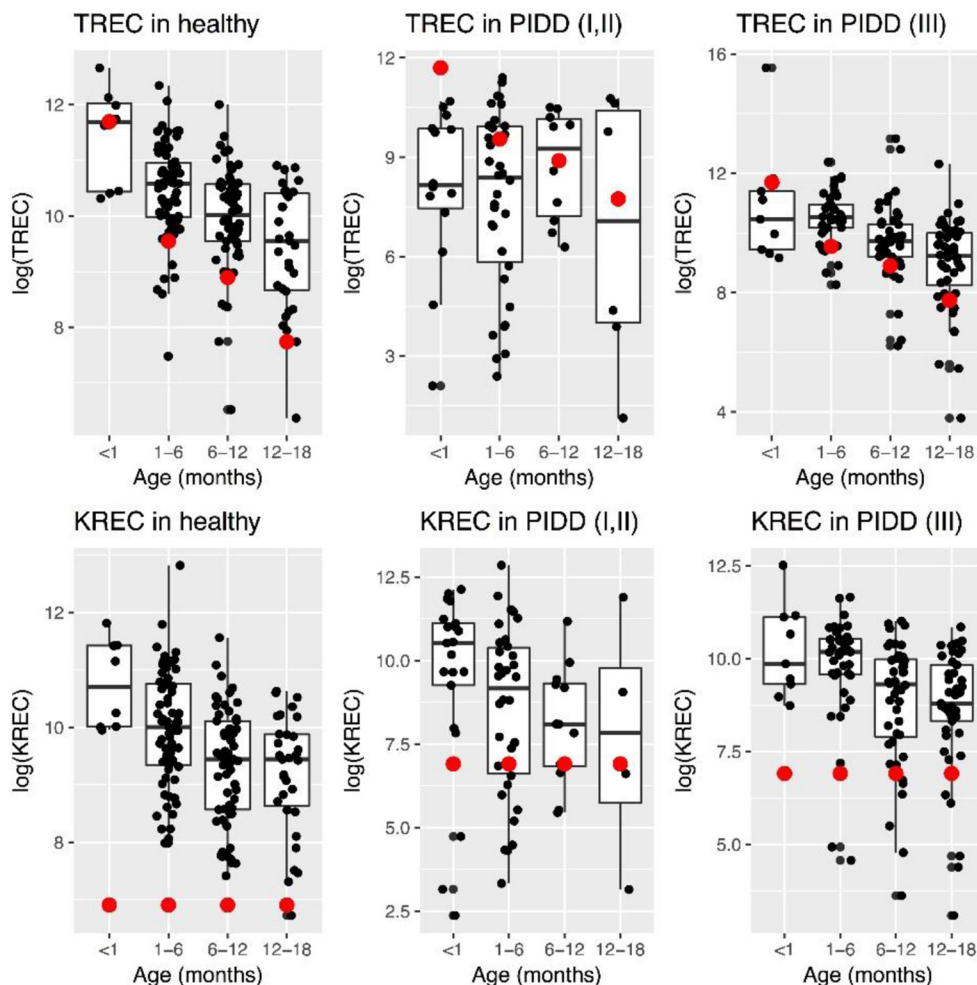 TREC in healthy
TREC in PIDD (I,II)
TREC in PIDD (III)
log(TREC)
12
10
8
<1
1–6
6–12
12–18
Age (months)
log(TREC)
12
9
6
3
<1
1–6
6–12
12–18
Age (months)
log(TREC)
16
12
8
4
<1
1–6
6–12
12–18
Age (months)
KREC in healthy
KREC in PIDD (I,II)
KREC in PIDD (III)
log(KREC)
12
10
8
<1
1–6
6–12
12–18
Age (months)
log(KREC)
12.5
10.0
7.5
5.0
2.5
<1
1–6
6–12
12–18
Age (months)
log(KREC)
12.5
10.0
7.5
5.0
<1
1–6
6–12
12–18
Age (months)